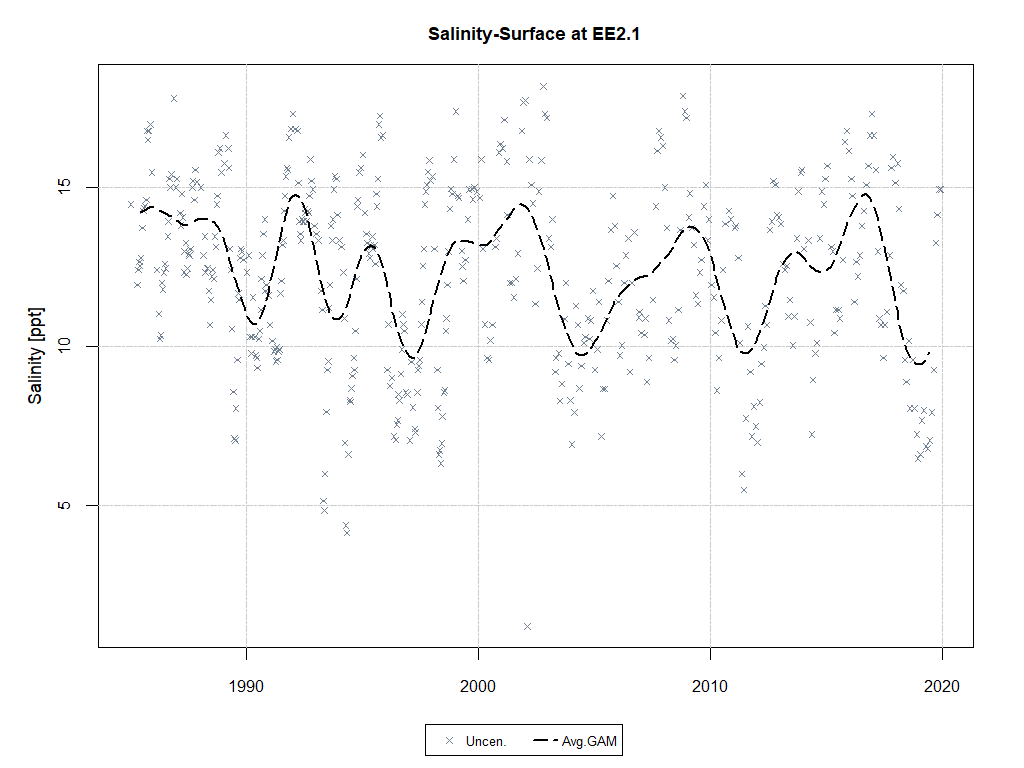 Salinity-Surface at EE2.1
Salinity [ppt]
15
10
5
1990 2000 2010 2020
Uncen. Avg.GAM